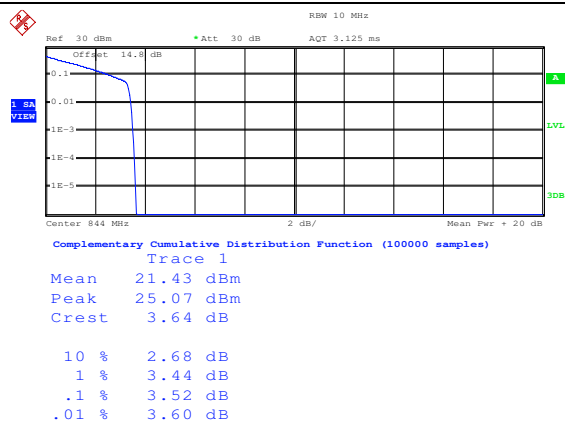 RBW 10 MHz
Ref 30 dBm *Att 30 dB AQT 3.125 ms
Offset 14.8 dB
0.1
A
0.01
1 SA
VIEW
1E-3
LVL
1E-4
1E-5
3DB
Center 844 MHz 2 dB/ Mean Pwr + 20 dB
Complementary Cumulative Distribution Function (100000 samples)
Trace 1
Mean 21.43 dBm
Peak 25.07 dBm
Crest 3.64 dB
10 % 2.68 dB
1 % 3.44 dB
.1 % 3.52 dB
.01 % 3.60 dB